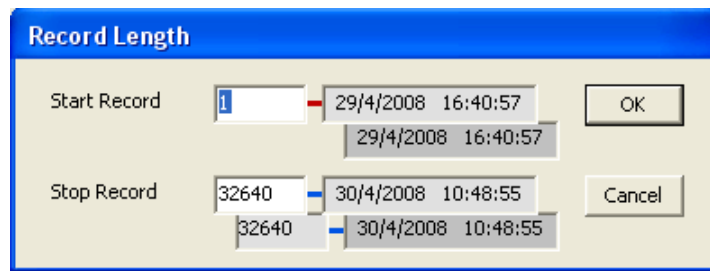 Record Length
Start Record 1 29/4/2008 16:40:57 OK
29/4/2008 16:40:57
Stop Record 32640 30/4/2008 10:48:55 Cancel
32640 30/4/2008 10:48:55